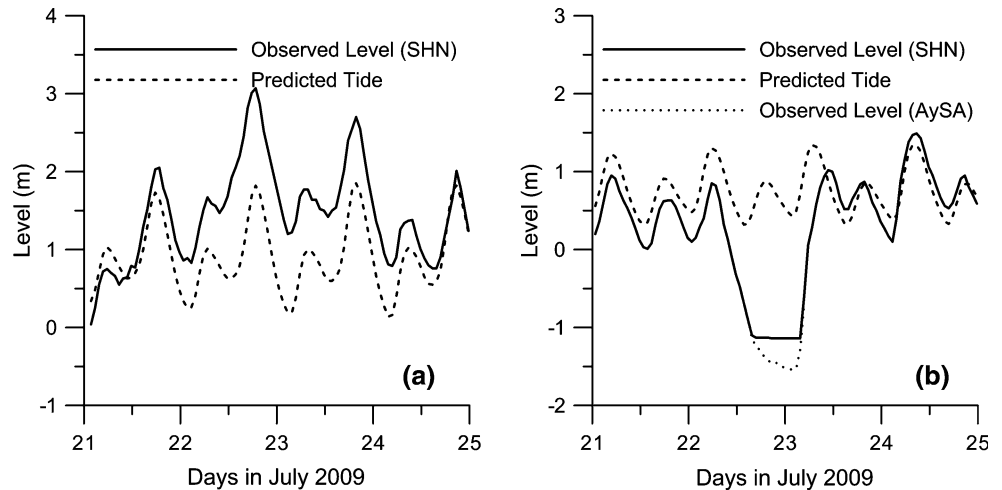 4
3
2
1
0
-1
Level (m)
Observed Level (SHN)
Predicted Tide
(a)
21 22 23 24 25
Days in July 2009
3
2
1
0
-1
-2
Level (m)
Observed Level (SHN)
Predicted Tide
Observed Level (AySA)
(b)
21 22 23 24 25
Days in July 2009